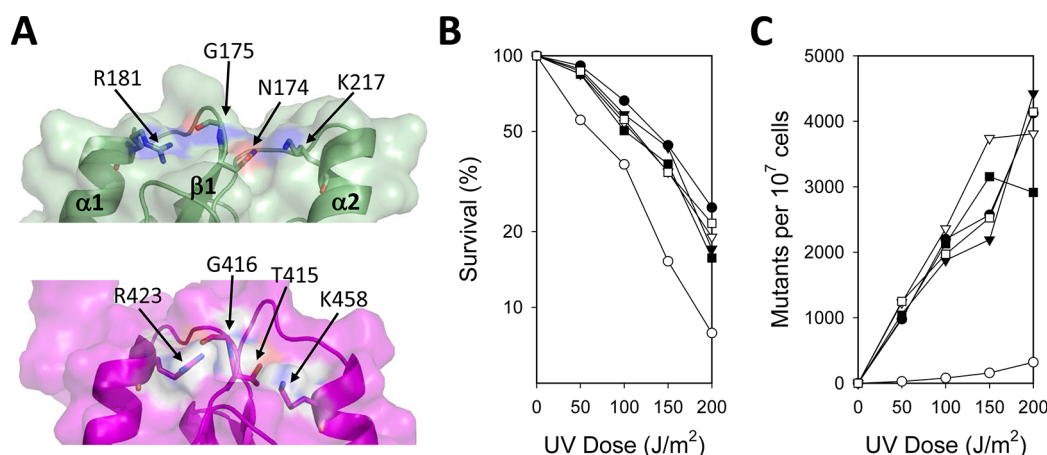 A
G175
R181
N174
K217
α1
β1
α2
G416
R423
T415
K458
B
100
50
20
10
Survival (%)
0 50 100 150 200
UV Dose (J/m²)
C
5000
4000
3000
2000
1000
0
Mutants per 10⁷ cells
0 50 100 150 200
UV Dose (J/m²)